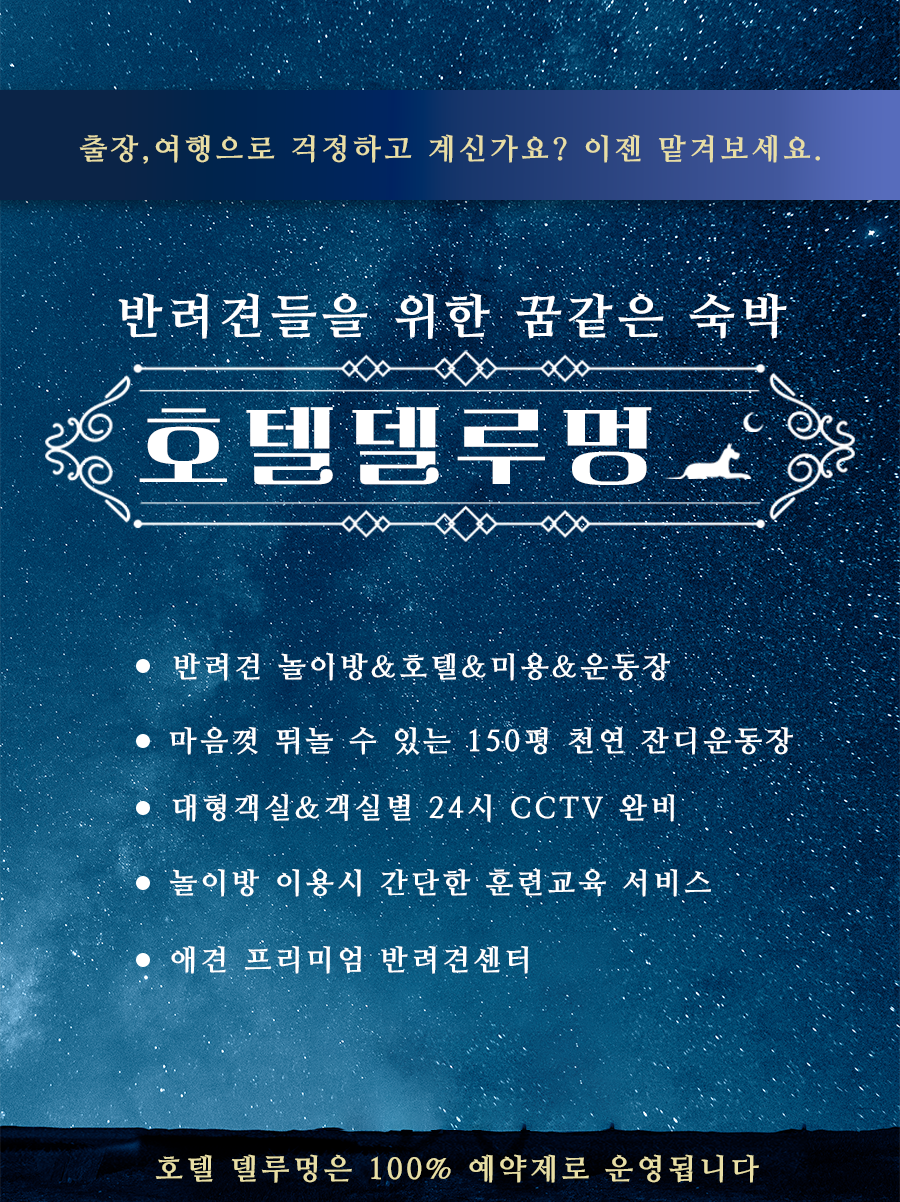 출장,여행으로 걱정하고 계신가요? 이젠 맡겨보세요.
반려견들을 위한 꿈같은 숙박
호텔델루멍
● 반려견 놀이방&호텔&미용&운동장
● 마음껏 뛰놀 수 있는 150평 천연 잔디운동장
● 대형객실&객실별 24시 CCTV 완비
● 놀이방 이용시 간단한 훈련교육 서비스
● 애견 프리미엄 반려견센터
호텔 델루멍은 100% 예약제로 운영됩니다